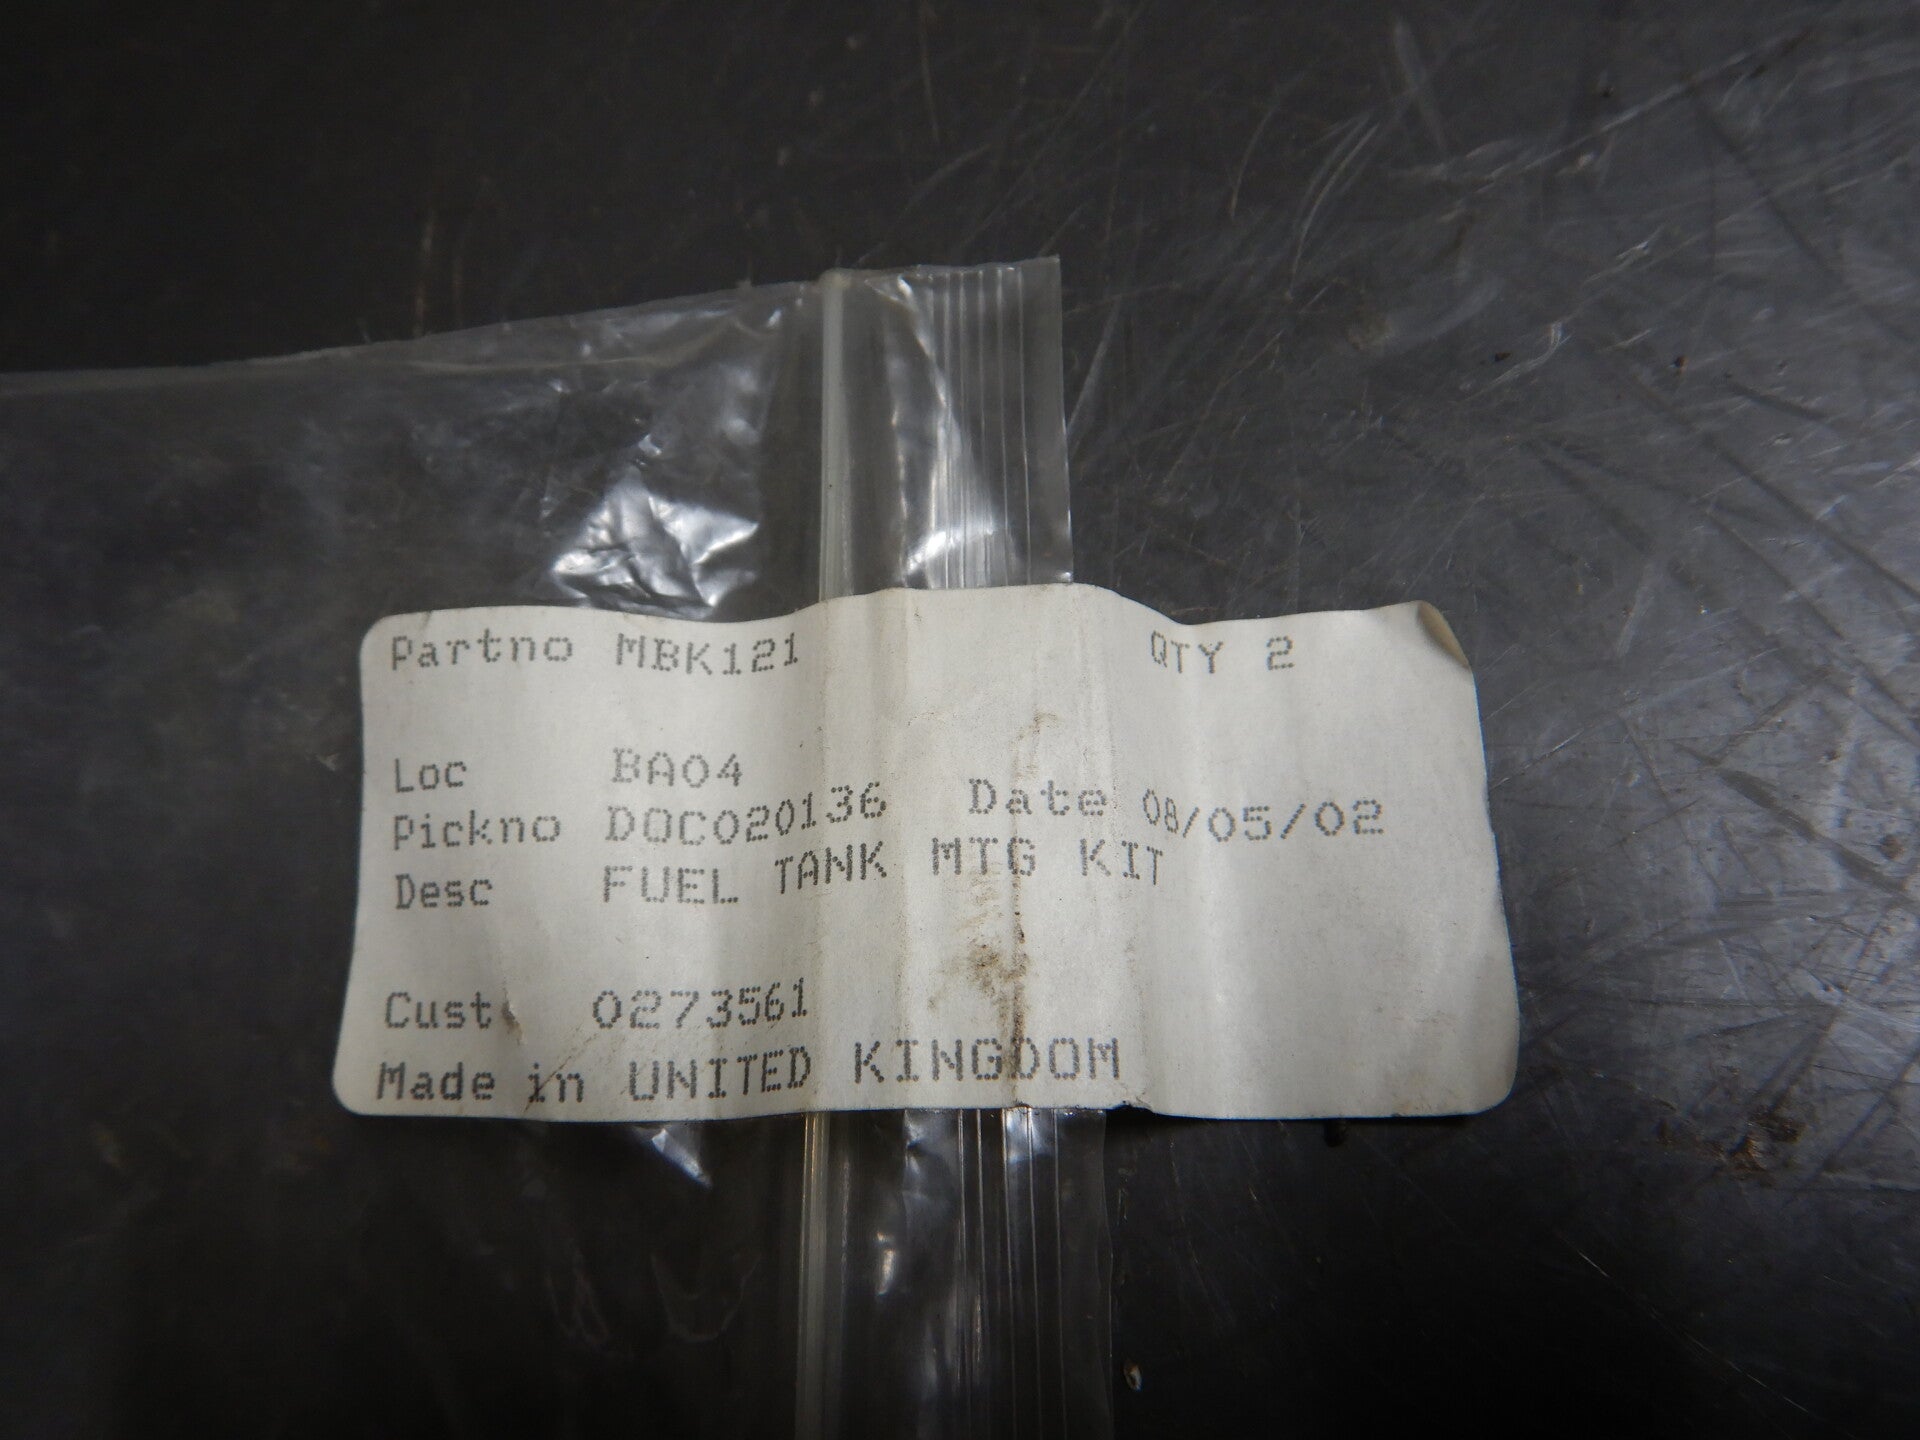 Partno MBK121 QTY 2
Loc BA04
Pickno DOC020136 Date 08/05/02
Desc FUEL TANK MTG KIT
Cust 0273561
Made in UNITED KINGDOM